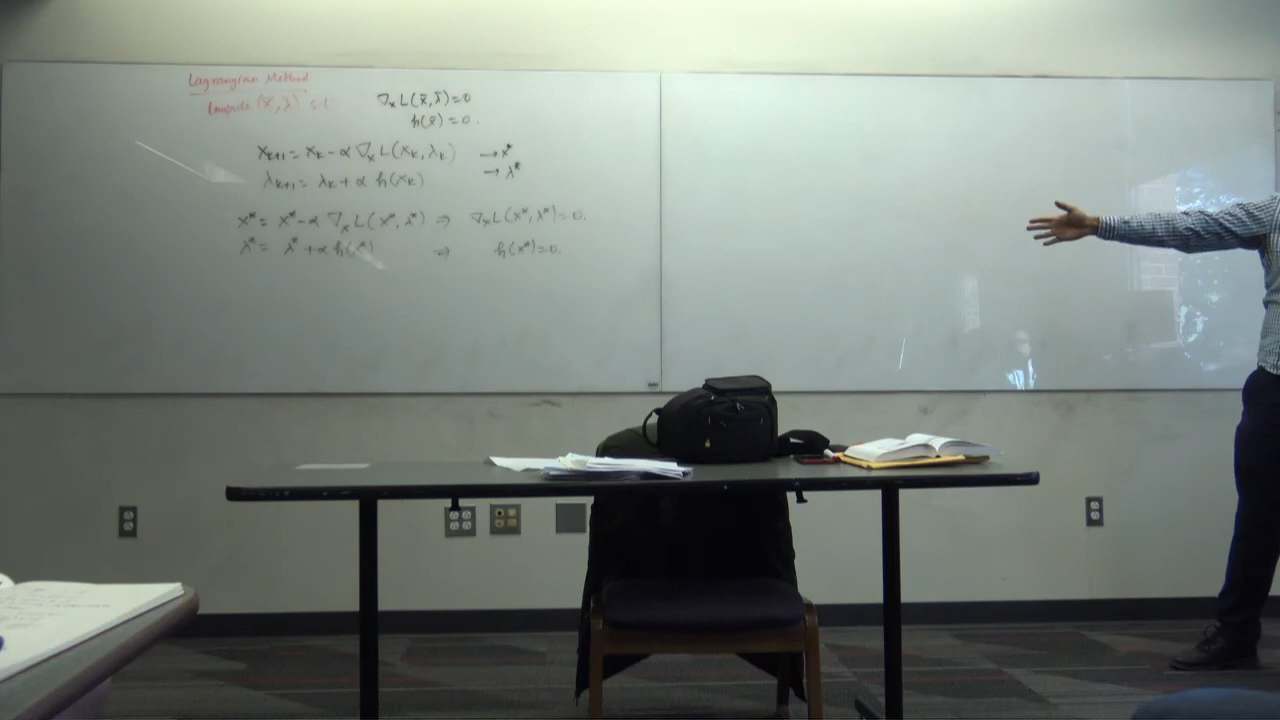 Lagrangian Method
Compute (x̄, λ̄) s.t. ∇ₓL(x̄,λ̄)=0
h(x̄)=0.
xₖ₊₁=xₖ-α∇ₓL(xₖ,λₖ) → x*
λₖ₊₁=λₖ+α h(xₖ) → λ*
x*= x*-α ∇ₓL(x*,λ*) ⇒ ∇ₓL(x*,λ*)=0.
λ*= λ*+α h(x*) ⇒ h(x*)=0.